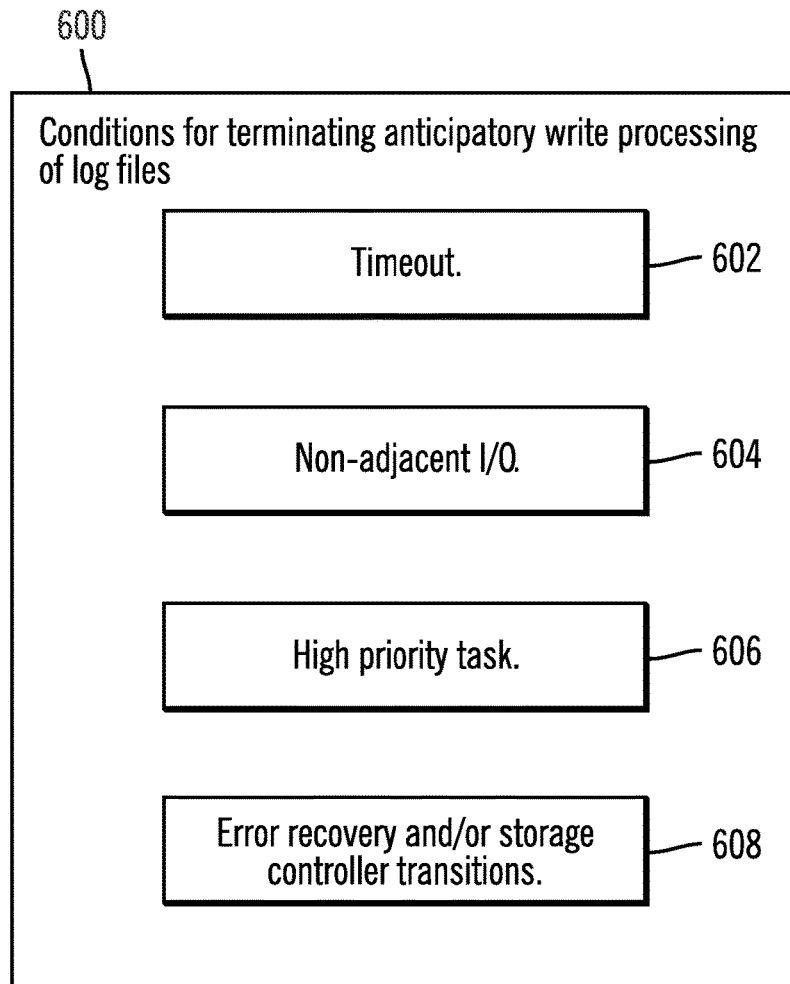 600
Conditions for terminating anticipatory write processing
of log files
Timeout.
602
Non-adjacent I/O.
604
High priority task.
606
Error recovery and/or storage
controller transitions.
608